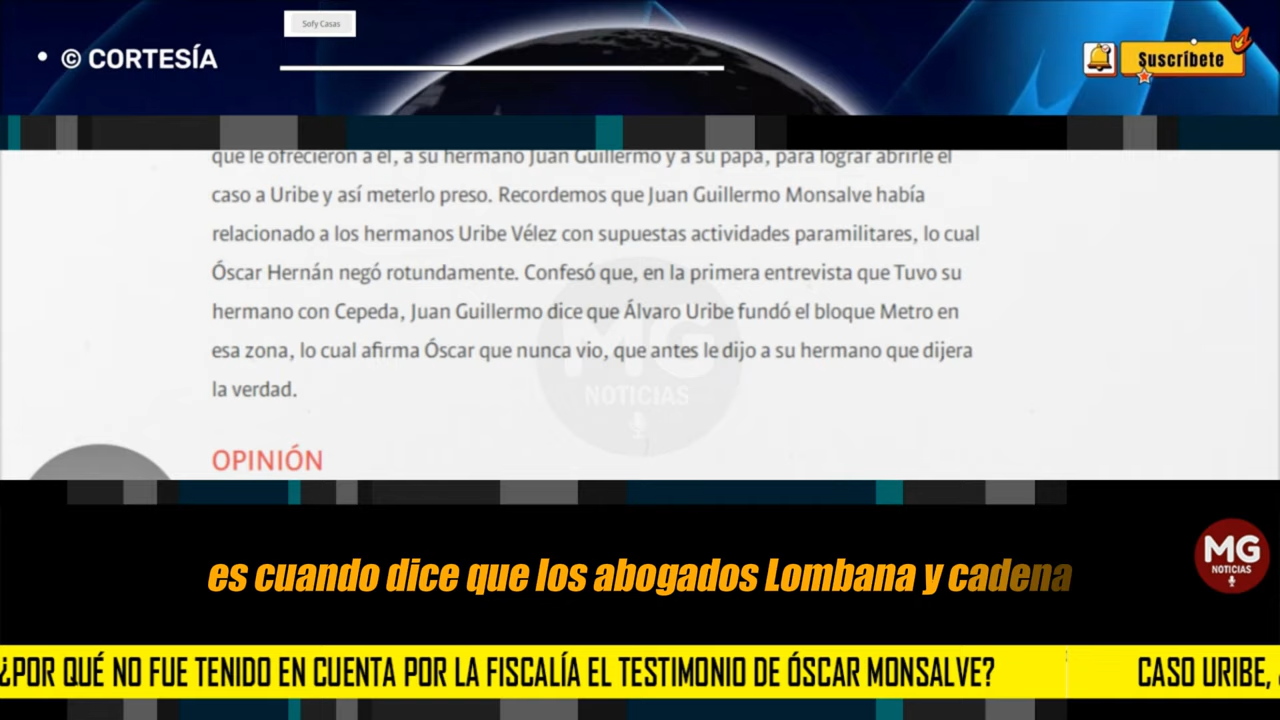 Sofy Casas
• © CORTESÍA
Suscríbete
que le ofrecieron a él, a su hermano Juan Guillermo y a su papá, para lograr abrirle el
caso a Uribe y así meterlo preso. Recordemos que Juan Guillermo Monsalve había
relacionado a los hermanos Uribe Vélez con supuestas actividades paramilitares, lo cual
Óscar Hernán negó rotundamente. Confesó que, en la primera entrevista que Tuvo su
hermano con Cepeda, Juan Guillermo dice que Álvaro Uribe fundó el bloque Metro en
esa zona, lo cual afirma Óscar que nunca vio, que antes le dijo a su hermano que dijera
la verdad.
MG
NOTICIAS
OPINIÓN
es cuando dice que los abogados Lombana y cadena
MG
NOTICIAS
¿POR QUÉ NO FUE TENIDO EN CUENTA POR LA FISCALÍA EL TESTIMONIO DE ÓSCAR MONSALVE? CASO URIBE, ¿